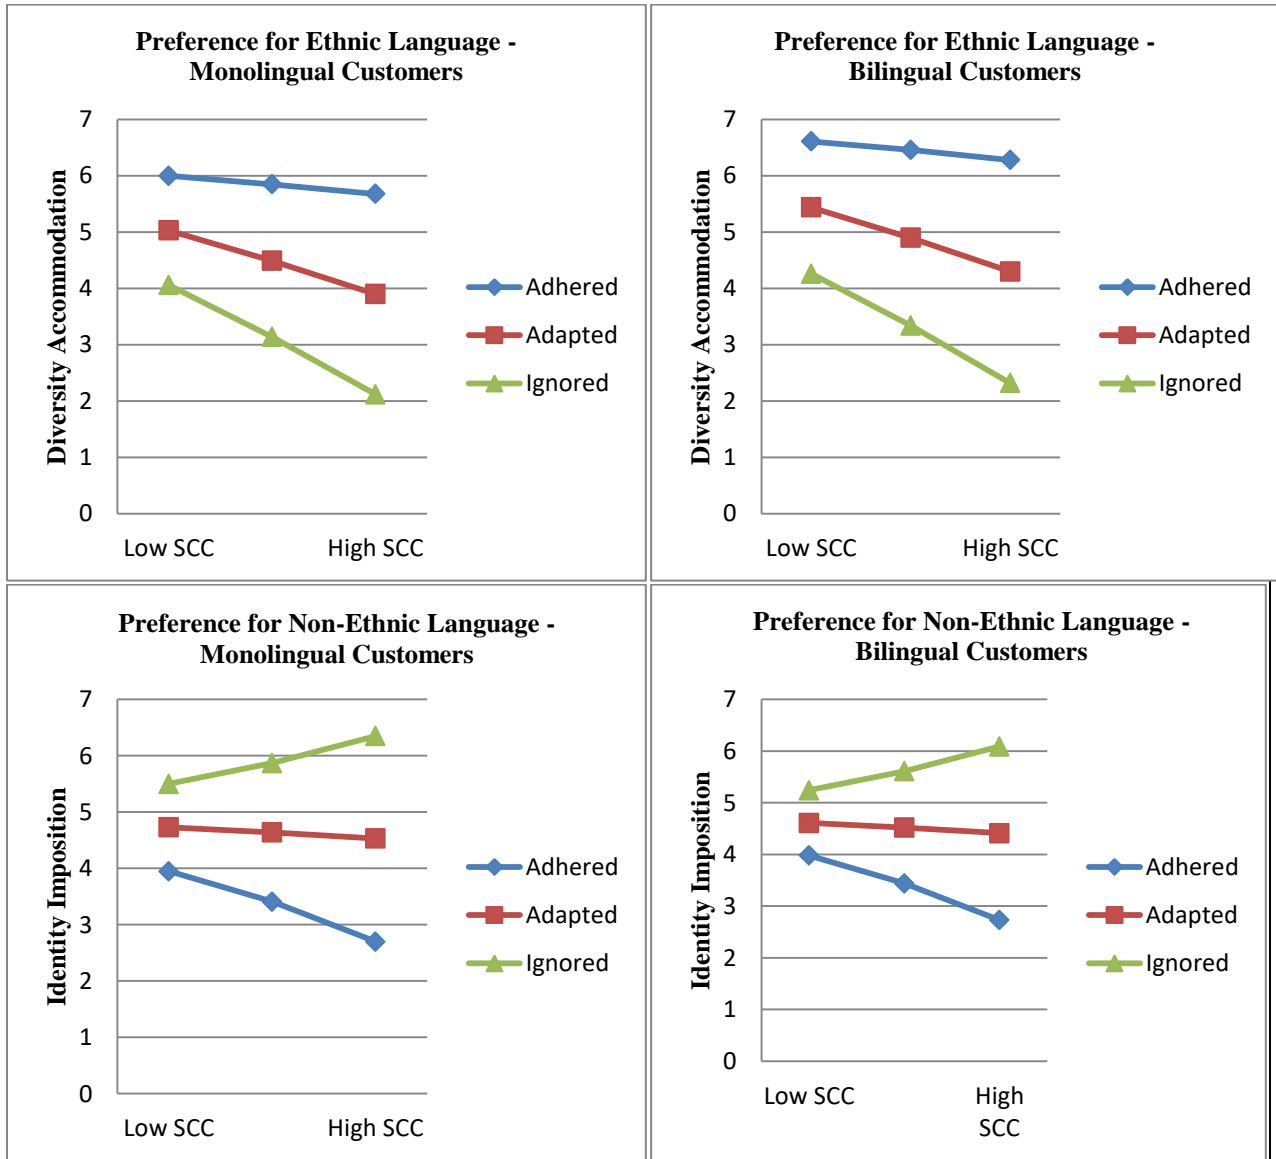 Preference for Ethnic Language -
Monolingual Customers
Diversity Accommodation
7
6
5
4
3
2
1
0
Low SCC
High SCC
Adhered
Adapted
Ignored
Preference for Ethnic Language -
Bilingual Customers
Diversity Accommodation
7
6
5
4
3
2
1
0
Low SCC
High SCC
Adhered
Adapted
Ignored
Preference for Non-Ethnic Language -
Monolingual Customers
Identity Imposition
7
6
5
4
3
2
1
0
Low SCC
High SCC
Adhered
Adapted
Ignored
Preference for Non-Ethnic Language -
Bilingual Customers
Identity Imposition
7
6
5
4
3
2
1
0
Low SCC
High
SCC
Adhered
Adapted
Ignored